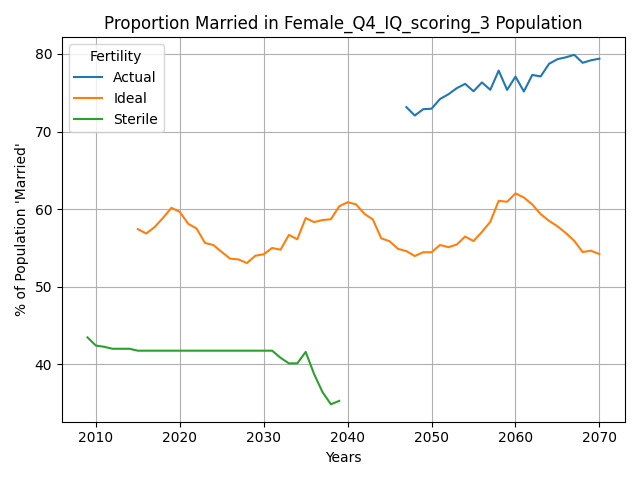 Proportion Married in Female_Q4_IQ_scoring_3 Population
Fertility
Actual
Ideal
Sterile
% of Population 'Married'
80
70
60
50
40
2010
2020
2030
2040
2050
2060
2070
Years